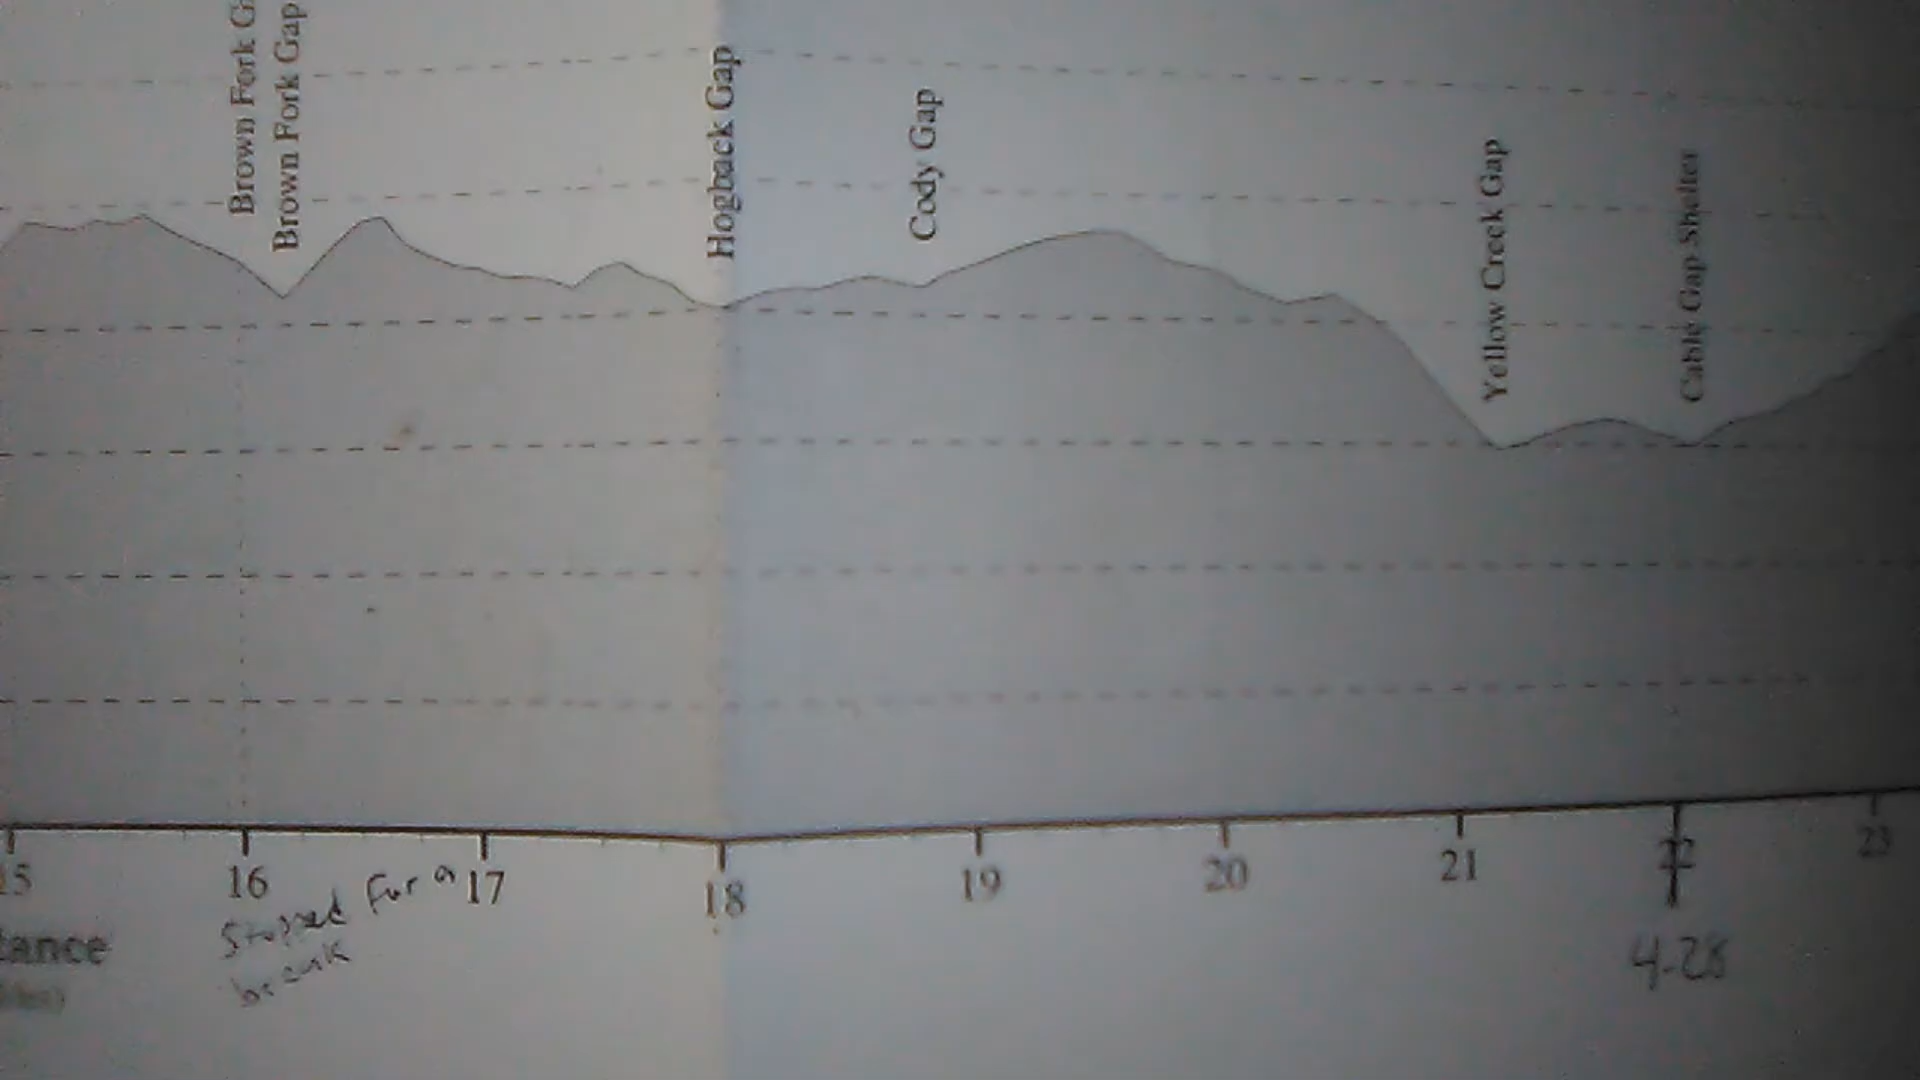 Brown Fork G
Brown Fork Gap
Hogback Gap
Cody Gap
Yellow Creek Gap
Cable Gap Shelter
15 16 17 18 19 20 21 22 23
tance
Stopped For a
break
4-28